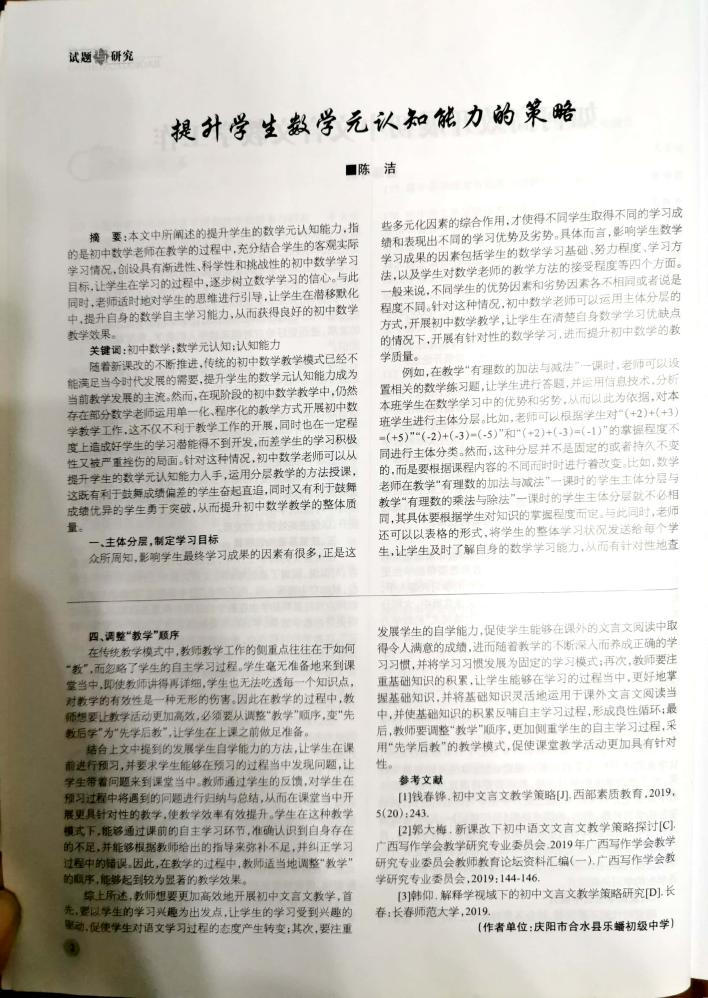 试题与研究
提升学生数学元认知能力的策略
■陈 洁
摘 要:本文中所阐述的提升学生的数学元认知能力,指
的是初中数学老师在教学的过程中,充分结合学生的客观实际
学习情况,创设具有渐进性、科学性和挑战性的初中数学学习
目标,让学生在学习的过程中,逐步树立数学学习的信心。与此
同时,老师适时地对学生的思维进行引导,让学生在潜移默化
中,提升自身的数学自主学习能力,从而获得良好的初中数学
教学效果。
关键词:初中数学;数学元认知;认知能力
随着新课改的不断推进,传统的初中数学教学模式已经不
能满足当今时代发展的需要,提升学生的数学元认知能力成为
当前教学发展的主流。然而,在现阶段的初中数学教学中,仍然
存在部分数学老师运用单一化、程序化的教学方式开展初中数
学教学工作,这不仅不利于教学工作的开展,同时也在一定程
度上造成好学生的学习潜能得不到开发,而差学生的学习积极
性又被严重挫伤的局面。针对这种情况,初中数学老师可以从
提升学生的数学元认知能力入手,运用分层教学的方法授课,
这既有利于鼓舞成绩偏差的学生奋起直追,同时又有利于鼓舞
成绩优异的学生勇于突破,从而提升初中数学教学的整体质
量。
一、主体分层,制定学习目标
众所周知,影响学生最终学习成果的因素有很多,正是这
些多元化因素的综合作用,才使得不同学生取得不同的学习成
绩和表现出不同的学习优势及劣势。具体而言,影响学生数学
学习成果的因素包括学生的数学学习基础、努力程度、学习方
法,以及学生对数学老师的教学方法的接受程度等四个方面。
一般来说,不同学生的优势因素和劣势因素各不相同或者说是
程度不同。针对这种情况,初中数学老师可以运用主体分层的
方式,开展初中数学教学,让学生在清楚自身数学学习优缺点
的情况下,开展有针对性的数学学习,进而提升初中数学的教
学质量。
例如,在教学“有理数的加法与减法”一课时,老师可以设
置相关的数学练习题,让学生进行答题,并运用信息技术,分析
本班学生在数学学习中的优势和劣势,从而以此为依据,对本
班学生进行主体分层。比如,老师可以根据学生对“(+2)+(+3)
=(+5)”“(-2)+(-3)=(-5)”和“(+2)+(-3)=(-1)”的掌握程度不
同进行主体分类。然而,这种分层并不是固定的或者持久不变
的,而是要根据课程内容的不同而时时进行着改变。比如,数学
老师在教学“有理数的加法与减法”一课时的学生主体分层与
教学“有理数的乘法与除法”一课时的学生主体分层就不必相
同,其具体要根据学生对知识的掌握程度而定。与此同时,老师
还可以以表格的形式,将学生的整体学习状况发送给每个学
生,让学生及时了解自身的数学学习能力,从而有针对性地查
四、调整“教学”顺序
在传统教学模式中,教师教学工作的侧重点往往在于如何
“教”,而忽略了学生的自主学习过程。学生毫无准备地来到课
堂当中,即使教师讲得再详细,学生也无法吃透每一个知识点,
对教学的有效性是一种无形的伤害。因此在教学的过程中,教
师想要让教学活动更加高效,必须要从调整“教学”顺序,变“先
教后学”为“先学后教”,让学生在上课之前做足准备。
结合上文中提到的发展学生自学能力的方法,让学生在课
前进行预习,并要求学生能够在预习的过程当中发现问题,让
学生带着问题来到课堂当中。教师通过学生的反馈,对学生在
预习过程中将遇到的问题进行归纳与总结,从而在课堂当中开
展更具针对性的教学,使教学效率有效提升。学生在这种教学
模式下,能够通过课前的自主学习环节,准确认识到自身存在
的不足,并能够根据教师给出的指导来弥补不足,并纠正学习
过程中的错误。因此,在教学的过程中,教师适当地调整“教学”
的顺序,能够起到较为显著的教学效果。
综上所述,教师想要更加高效地开展初中文言文教学,首
先,要以学生的学习兴趣为出发点,让学生的学习受到兴趣的
驱动,促使学生对语文学习过程的态度产生转变;其次,要注重
发展学生的自学能力,促使学生能够在课外的文言文阅读中取
得令人满意的成绩,进而随着教学的不断深入而养成正确的学
习习惯,并将学习习惯发展为固定的学习模式;再次,教师要注
重基础知识的积累,让学生能够在学习的过程当中,更好地掌
握基础知识,并将基础知识灵活地运用于课外文言文阅读当
中,并使基础知识的积累反哺自主学习过程,形成良性循环;最
后,教师要调整“教学”顺序,更加侧重学生的自主学习过程,采
用“先学后教”的教学模式,促使课堂教学活动更加具有针对
性。
参考文献
[1]钱春铧.初中文言文教学策略[J].西部素质教育,2019,
5(20):243.
[2]郭大梅.新课改下初中语文文言文教学策略探讨[C].
广西写作学会教学研究专业委员会.2019年广西写作学会教学
研究专业委员会教师教育论坛资料汇编(一).广西写作学会教
学研究专业委员会,2019:144-146.
[3]韩仰.解释学视域下的初中文言文教学策略研究[D].长
春:长春师范大学,2019.
(作者单位:庆阳市合水县乐蟠初级中学)
2